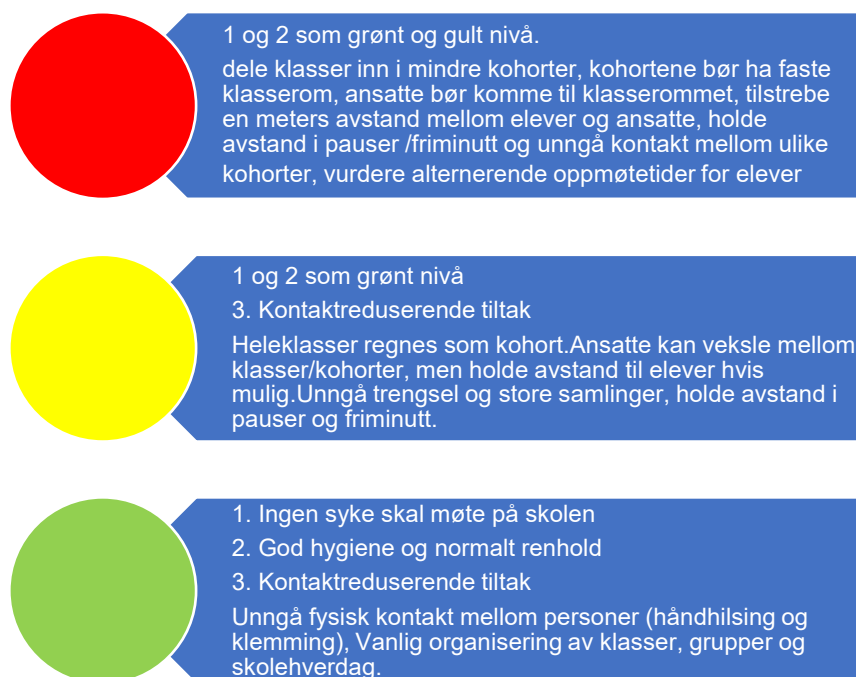 1 og 2 som grønt og gult nivå.
dele klasser inn i mindre kohorter, kohortene bør ha faste
klasserom, ansatte bør komme til klasserommet, tilstrebe
en meters avstand mellom elever og ansatte, holde
avstand i pauser /friminutt og unngå kontakt mellom ulike
kohorter, vurdere alternerende oppmøtetider for elever
1 og 2 som grønt nivå
3. Kontaktreduserende tiltak
Heleklasser regnes som kohort.Ansatte kan veksle mellom
klasser/kohorter, men holde avstand til elever hvis
mulig.Unngå trengsel og store samlinger, holde avstand i
pauser og friminutt.
1. Ingen syke skal møte på skolen
2. God hygiene og normalt renhold
3. Kontaktreduserende tiltak
Unngå fysisk kontakt mellom personer (håndhilsing og
klemming), Vanlig organisering av klasser, grupper og
skolehverdag.